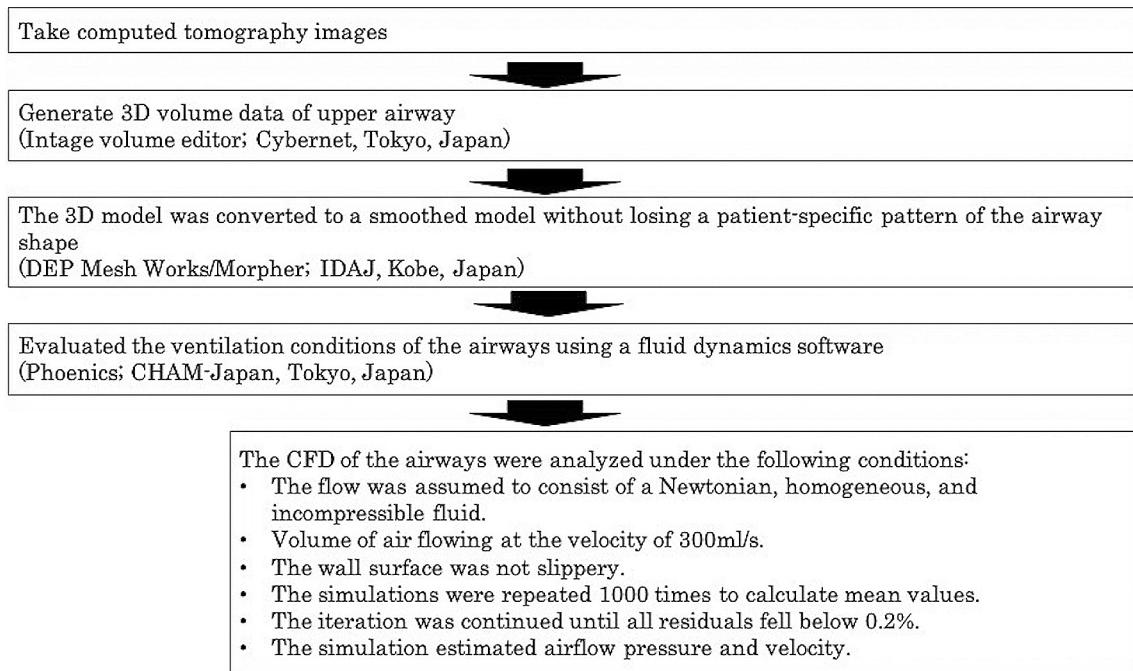 Take computed tomography images
Generate 3D volume data of upper airway
(Intage volume editor; Cybernet, Tokyo, Japan)
The 3D model was converted to a smoothed model without losing a patient-specific pattern of the airway
shape
(DEP Mesh Works/Morpher; IDAJ, Kobe, Japan)
Evaluated the ventilation conditions of the airways using a fluid dynamics software
(Phoenics; CHAM-Japan, Tokyo, Japan)
The CFD of the airways were analyzed under the following conditions:
• The flow was assumed to consist of a Newtonian, homogeneous, and
incompressible fluid.
• Volume of air flowing at the velocity of 300ml/s.
• The wall surface was not slippery.
• The simulations were repeated 1000 times to calculate mean values.
• The iteration was continued until all residuals fell below 0.2%.
• The simulation estimated airflow pressure and velocity.